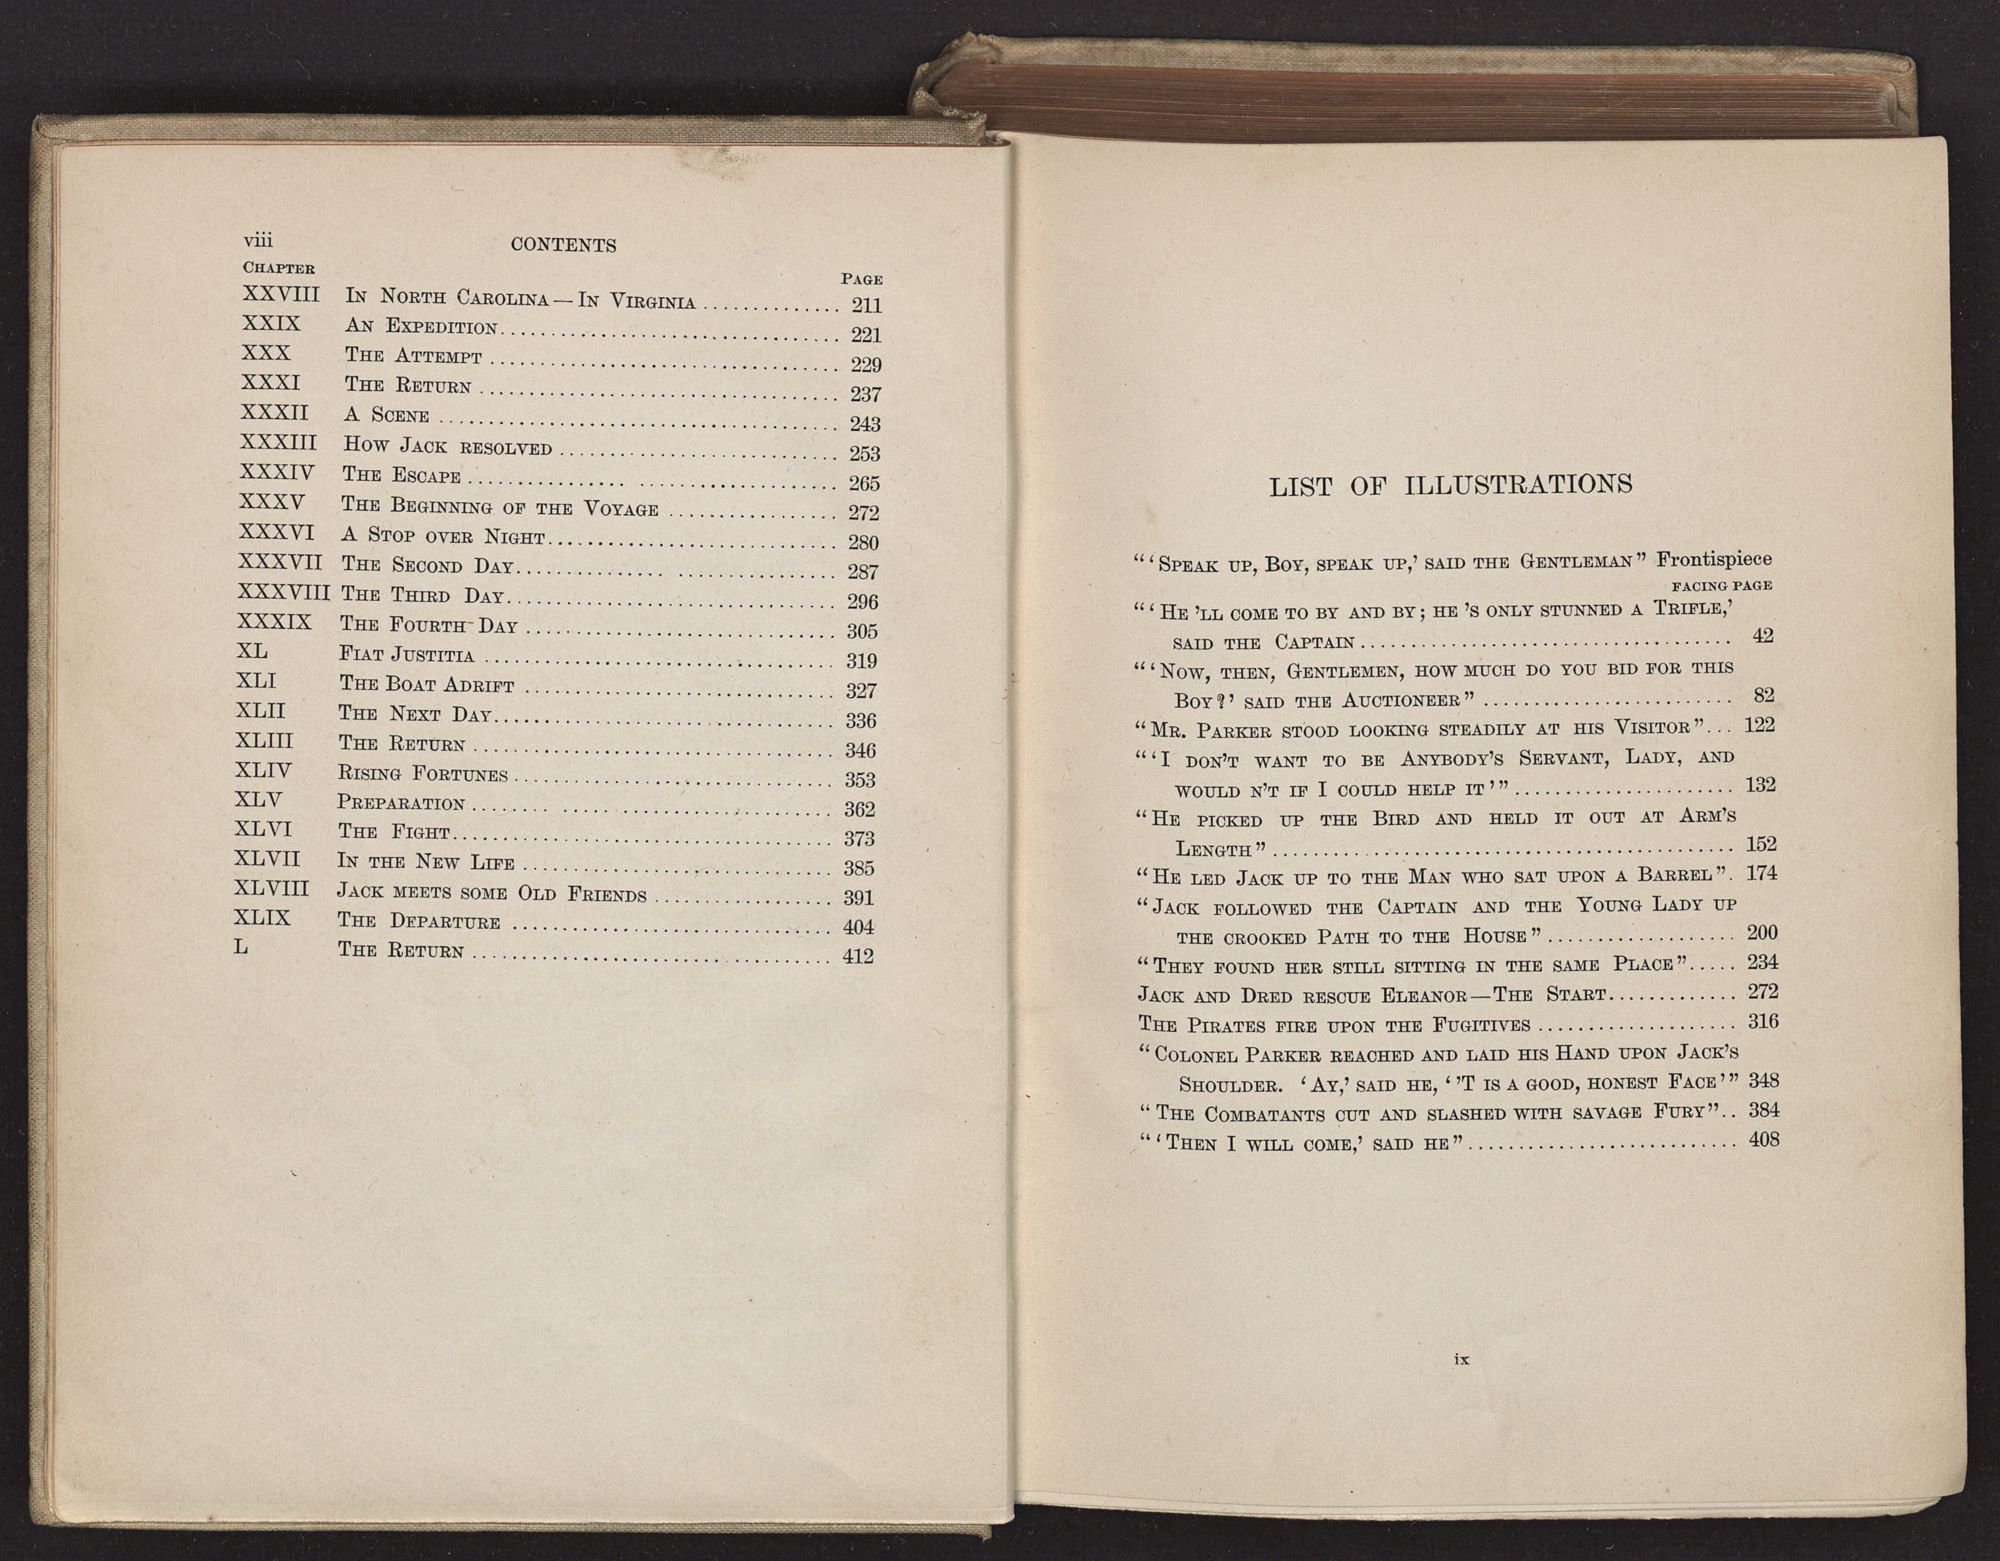 viii CONTENTS
CHAPTER PAGE
XXVIII IN NORTH CAROLINA — IN VIRGINIA .............. 211
XXIX AN EXPEDITION.................................. 221
XXX THE ATTEMPT ................................... 229
XXXI THE RETURN .................................... 237
XXXII A SCENE ........................................ 243
XXXIII HOW JACK RESOLVED ............................ 253
XXXIV THE ESCAPE ................ .................... 265
XXXV THE BEGINNING OF THE VOYAGE ................. 272
XXXVI A STOP OVER NIGHT............................. 280
XXXVII THE SECOND DAY............... ................ 287
XXXVIII THE THIRD DAY................................. 296
XXXIX THE FOURTH DAY ............................... 305
XL FIAT JUSTITIA ................................... 319
XLI THE BOAT ADRIFT ............................... 327
XLII THE NEXT DAY.................................. 336
XLIII THE RETURN .................................... 346
XLIV RISING FORTUNES ................................ 353
XLV PREPARATION ........ ........................... 362
XLVI THE FIGHT...................................... 373
XLVII IN THE NEW LIFE ............................... 385
XLVIII JACK MEETS SOME OLD FRIENDS .................. 391
XLIX THE DEPARTURE ................................ 404
L THE RETURN .................................... 412
LIST OF ILLUSTRATIONS
"'SPEAK UP, BOY, SPEAK UP,' SAID THE GENTLEMAN" Frontispiece
FACING PAGE
"'HE 'LL COME TO BY AND BY; HE 'S ONLY STUNNED A TRIFLE,'
SAID THE CAPTAIN .................................... 42
"'NOW, THEN, GENTLEMEN, HOW MUCH DO YOU BID FOR THIS
BOY?' SAID THE AUCTIONEER" ........................ 82
"MR. PARKER STOOD LOOKING STEADILY AT HIS VISITOR"... 122
"'I DON'T WANT TO BE ANYBODY'S SERVANT, LADY, AND
WOULD N'T IF I COULD HELP IT'" ...................... 132
"HE PICKED UP THE BIRD AND HELD IT OUT AT ARM'S
LENGTH" ............................................. 152
"HE LED JACK UP TO THE MAN WHO SAT UPON A BARREL". 174
"JACK FOLLOWED THE CAPTAIN AND THE YOUNG LADY UP
THE CROOKED PATH TO THE HOUSE" ................... 200
"THEY FOUND HER STILL SITTING IN THE SAME PLACE"..... 234
JACK AND DRED RESCUE ELEANOR—THE START............. 272
THE PIRATES FIRE UPON THE FUGITIVES .................... 316
"COLONEL PARKER REACHED AND LAID HIS HAND UPON JACK'S
SHOULDER. 'AY,' SAID HE, ''T IS A GOOD, HONEST FACE'" 348
"THE COMBATANTS CUT AND SLASHED WITH SAVAGE FURY".. 384
"'THEN I WILL COME,' SAID HE" .......................... 408
ix